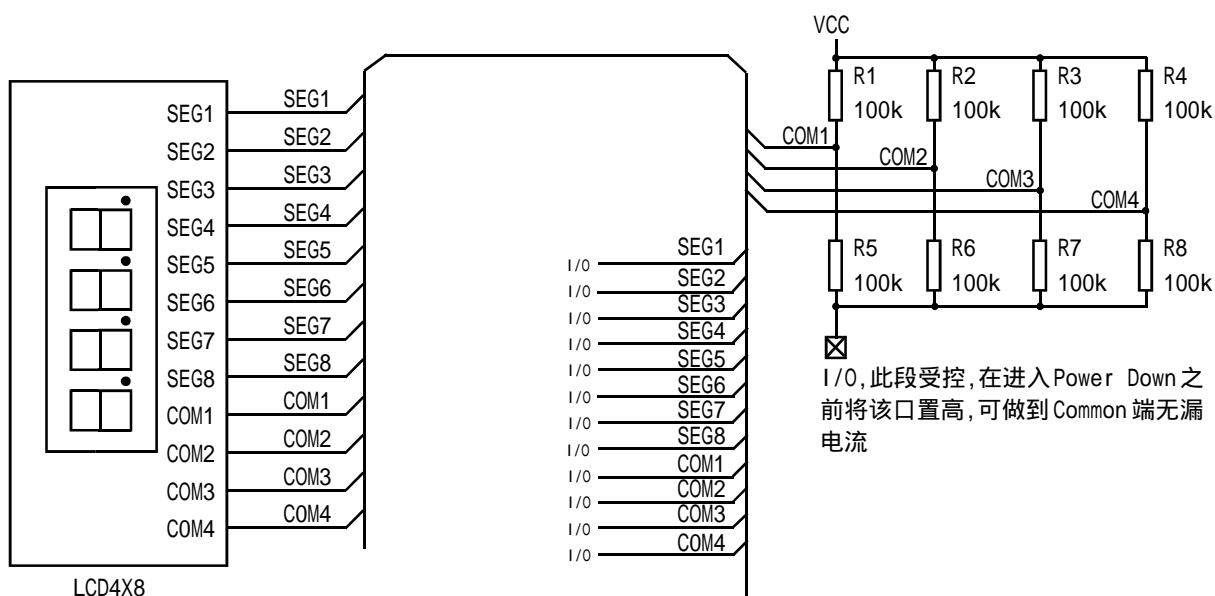 VCC
R1
R2
R3
R4
100k
100k
100k
100k
SEG1
SEG1
SEG2
SEG2
SEG3
SEG3
SEG4
SEG4
SEG5
SEG5
SEG6
SEG6
SEG7
SEG7
SEG8
SEG8
COM1
COM1
COM2
COM2
COM3
COM3
COM4
COM4
LCD4X8
COM1
COM2
COM3
COM4
I/O SEG1
I/O SEG2
I/O SEG3
I/O SEG4
I/O SEG5
I/O SEG6
I/O SEG7
I/O SEG8
I/O COM1
I/O COM2
I/O COM3
I/O COM4
R5
R6
R7
R8
100k
100k
100k
100k
I/O,此段受控,在进入Power Down之
前将该口置高,可做到Common端无漏
电流